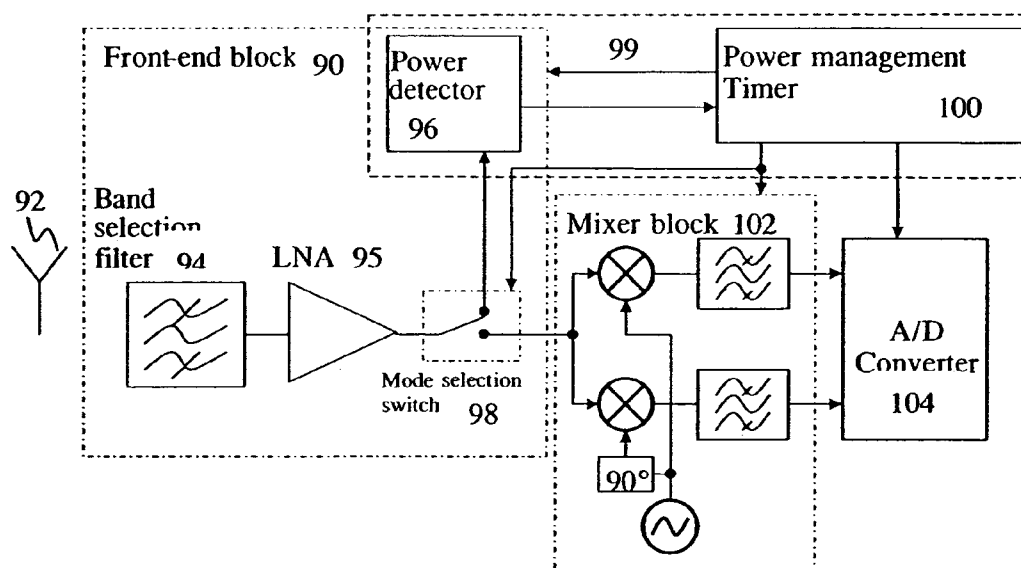 Front-end block 90
Power
detector
96
99
Power management
Timer
100
92
Band
selection
filter 94
LNA 95
Mode selection
switch 98
Mixer block 102
90°
A/D
Converter
104